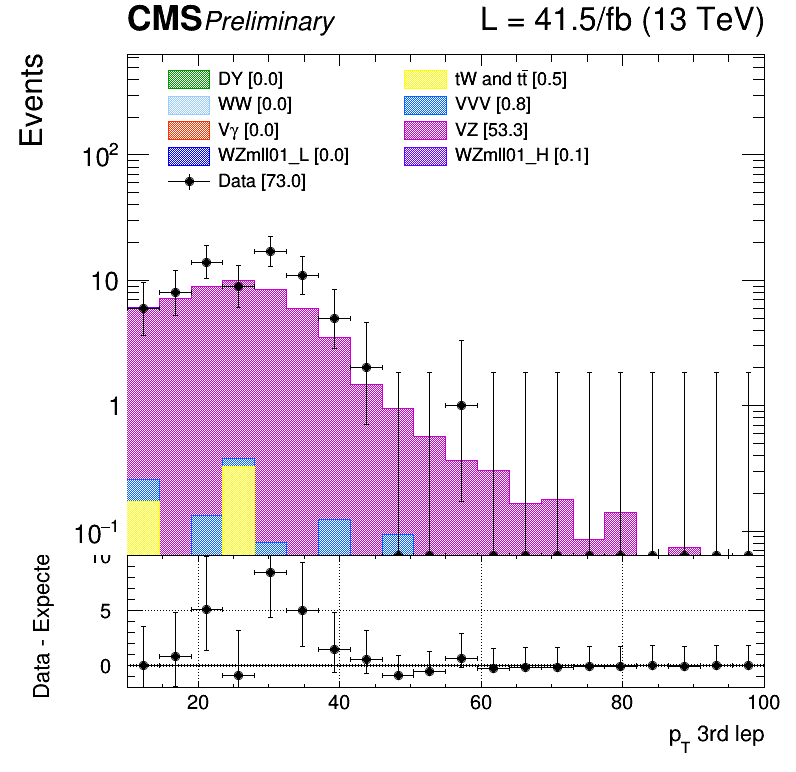 CMS Preliminary L = 41.5/fb (13 TeV)
Events
DY [0.0] tW and tt̄ [0.5]
WW [0.0] VVV [0.8]
Vγ [0.0] VZ [53.3]
WZmll01_L [0.0] WZmll01_H [0.1]
Data [73.0]
10²
10
1
10⁻¹
Data - Expecte
10
5
0
20 40 60 80 100
p_T 3rd lep